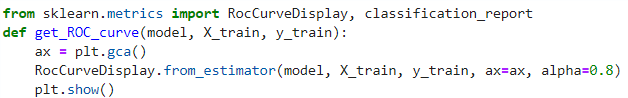 from sklearn.metrics import RocCurveDisplay, classification_report
def get_ROC_curve(model, X_train, y_train):
    ax = plt.gca()
    RocCurveDisplay.from_estimator(model, X_train, y_train, ax=ax, alpha=0.8)
    plt.show()